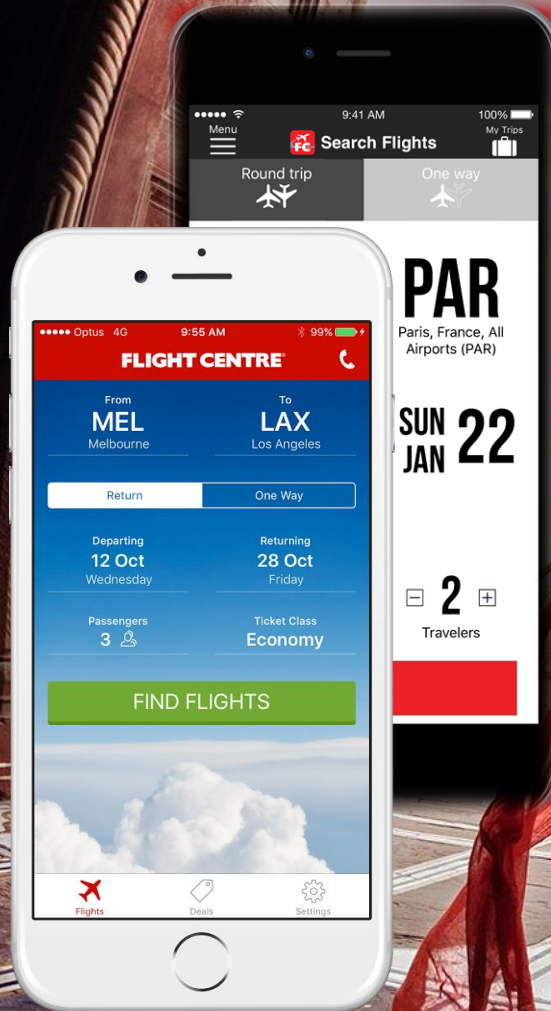 9:41 AM 100%
Menu FC Search Flights My Trips
Round trip One way
PAR
Paris, France, All
Airports (PAR)
SUN
JAN 22
2
Travelers
Optus 4G 9:55 AM 99%
FLIGHT CENTRE
From To
MEL LAX
Melbourne Los Angeles
Return One Way
Departing Returning
12 Oct 28 Oct
Wednesday Friday
Passengers Ticket Class
3 Economy
FIND FLIGHTS
Flights Deals Settings